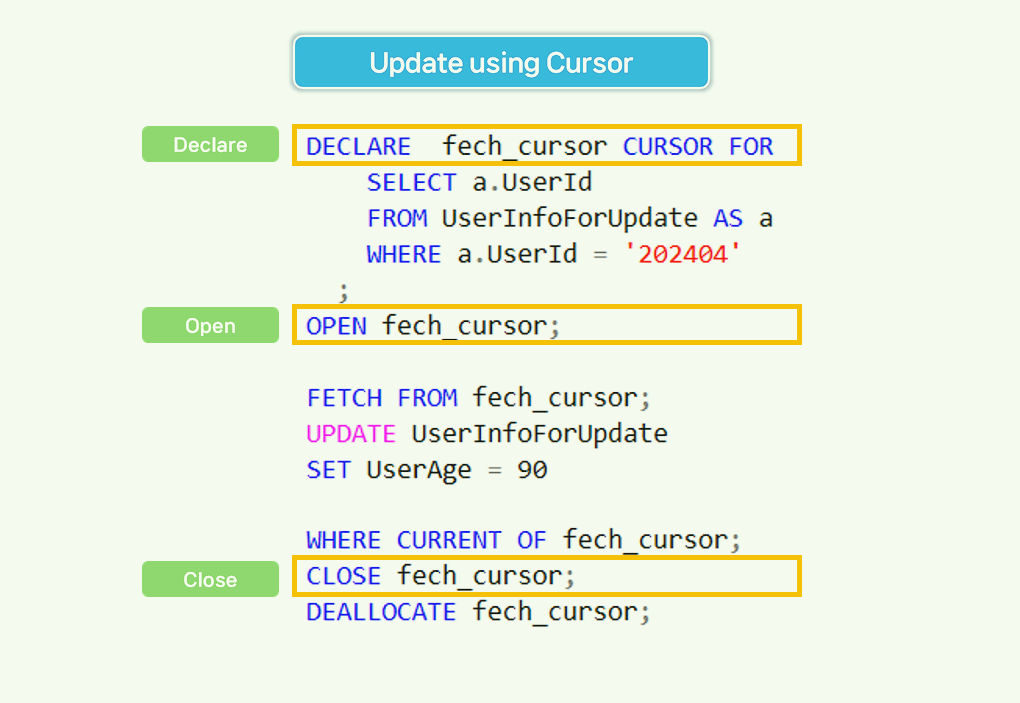 Update using Cursor
Declare
DECLARE  fech_cursor CURSOR FOR
SELECT a.UserId
FROM UserInfoForUpdate AS a
WHERE a.UserId = '202404'
;
Open
OPEN fech_cursor;
FETCH FROM fech_cursor;
UPDATE UserInfoForUpdate
SET UserAge = 90
WHERE CURRENT OF fech_cursor;
Close
CLOSE fech_cursor;
DEALLOCATE fech_cursor;